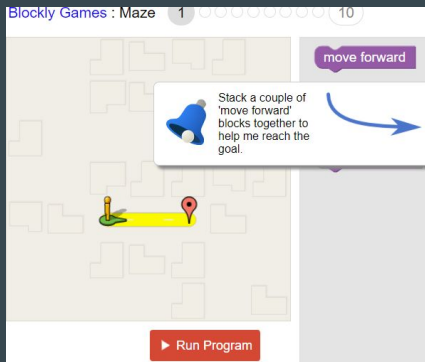 Blockly Games : Maze 1 10
move forward
Stack a couple of
'move forward'
blocks together to
help me reach the
goal.
Run Program